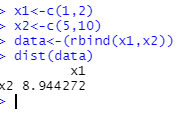 > x1<-c(1,2)
> x2<-c(5,10)
> data<-(rbind(x1,x2))
> dist(data)
         x1
x2 8.944272
>